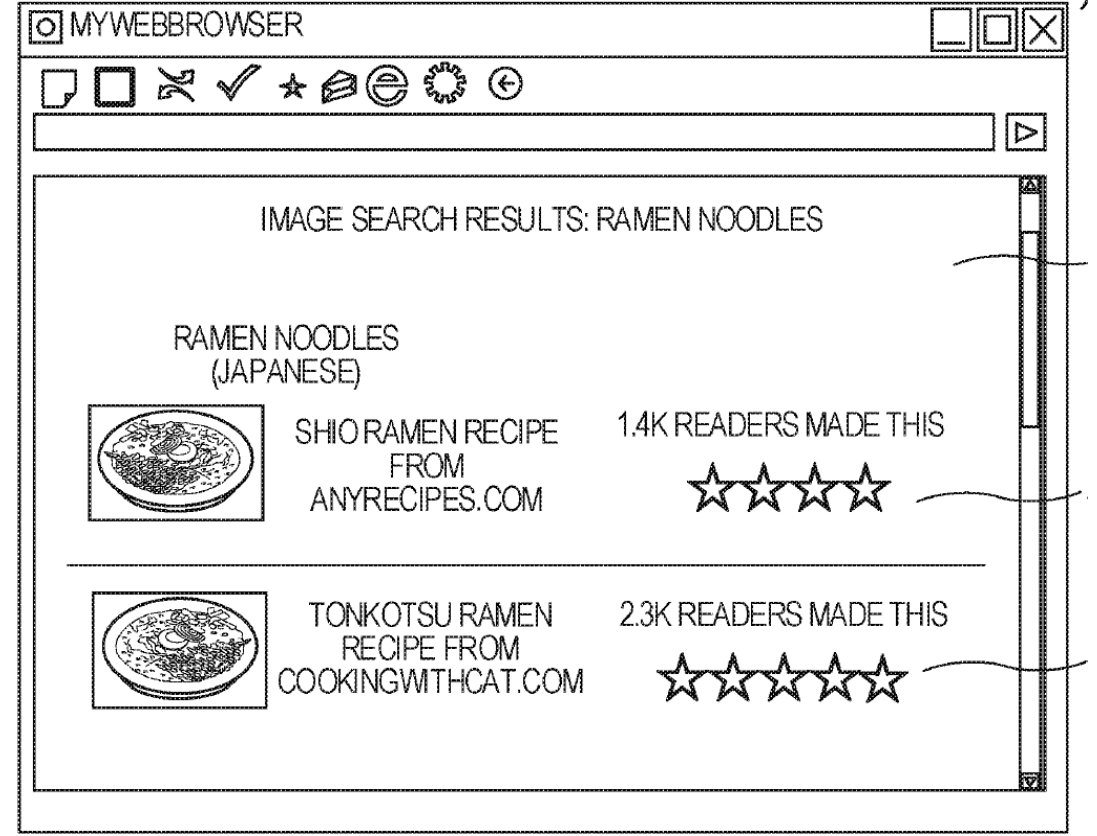 MYWEBBROWSER
IMAGE SEARCH RESULTS: RAMEN NOODLES
RAMEN NOODLES
(JAPANESE)
SHIO RAMEN RECIPE
FROM
ANYRECIPES.COM
1.4K READERS MADE THIS
TONKOTSU RAMEN
RECIPE FROM
COOKINGWITHCAT.COM
2.3K READERS MADE THIS